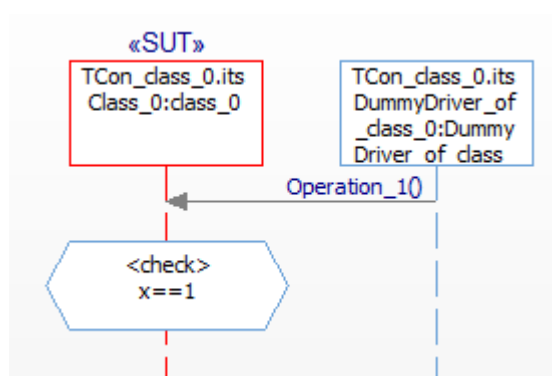 «SUT»
TCon_class_0.its
Class_0:class_0
TCon_class_0.its
DummyDriver_of
_class_0:Dummy
Driver_of_class
Operation_1()
<check>
x==1